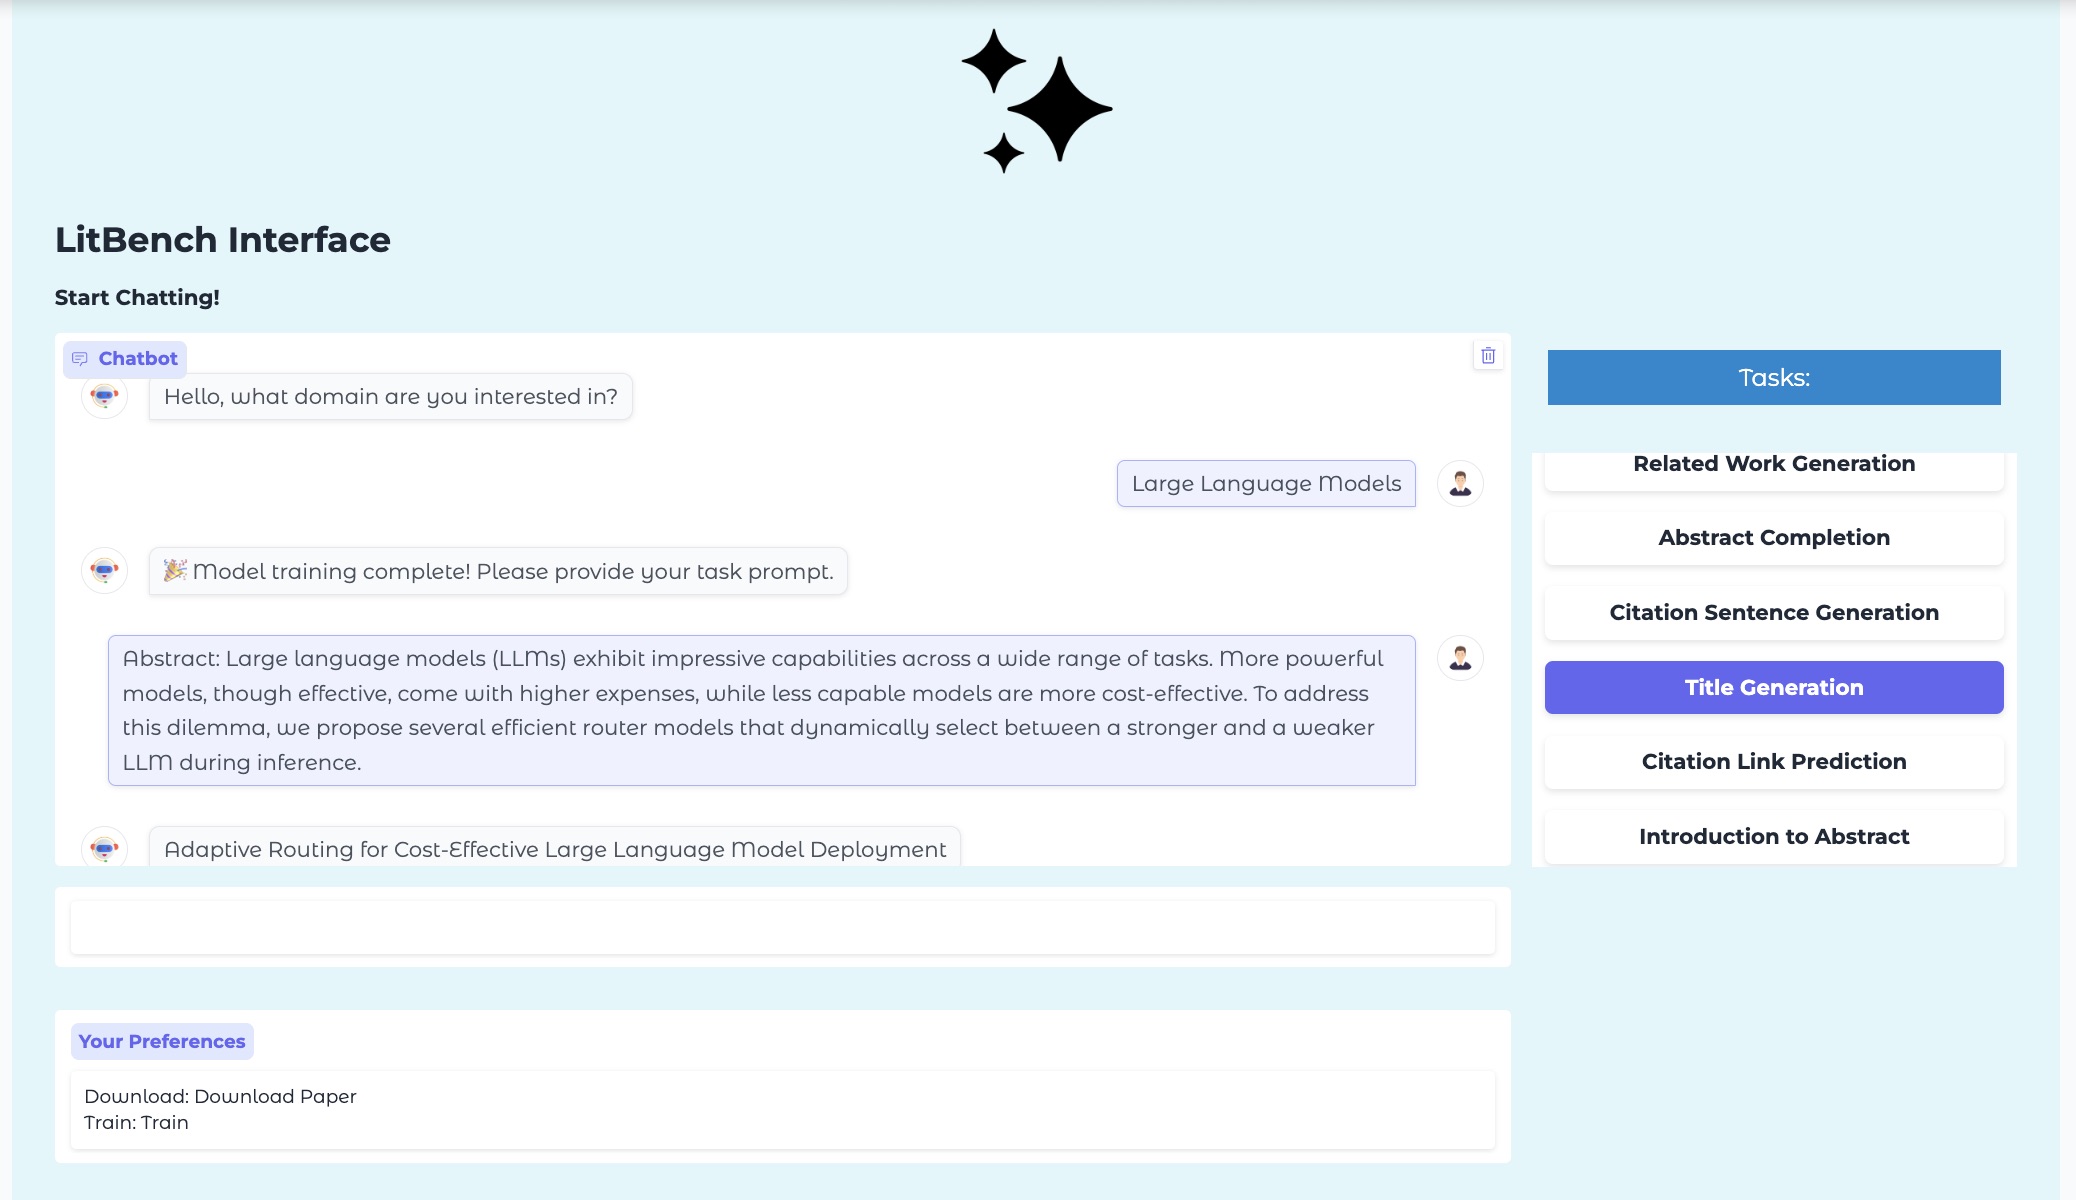 LitBench Interface
Start Chatting!
Chatbot
Hello, what domain are you interested in?
Large Language Models
🎉 Model training complete! Please provide your task prompt.
Abstract: Large language models (LLMs) exhibit impressive capabilities across a wide range of tasks. More powerful
models, though effective, come with higher expenses, while less capable models are more cost-effective. To address
this dilemma, we propose several efficient router models that dynamically select between a stronger and a weaker
LLM during inference.
Adaptive Routing for Cost-Effective Large Language Model Deployment
Tasks:
Related Work Generation
Abstract Completion
Citation Sentence Generation
Title Generation
Citation Link Prediction
Introduction to Abstract
Your Preferences
Download: Download Paper
Train: Train